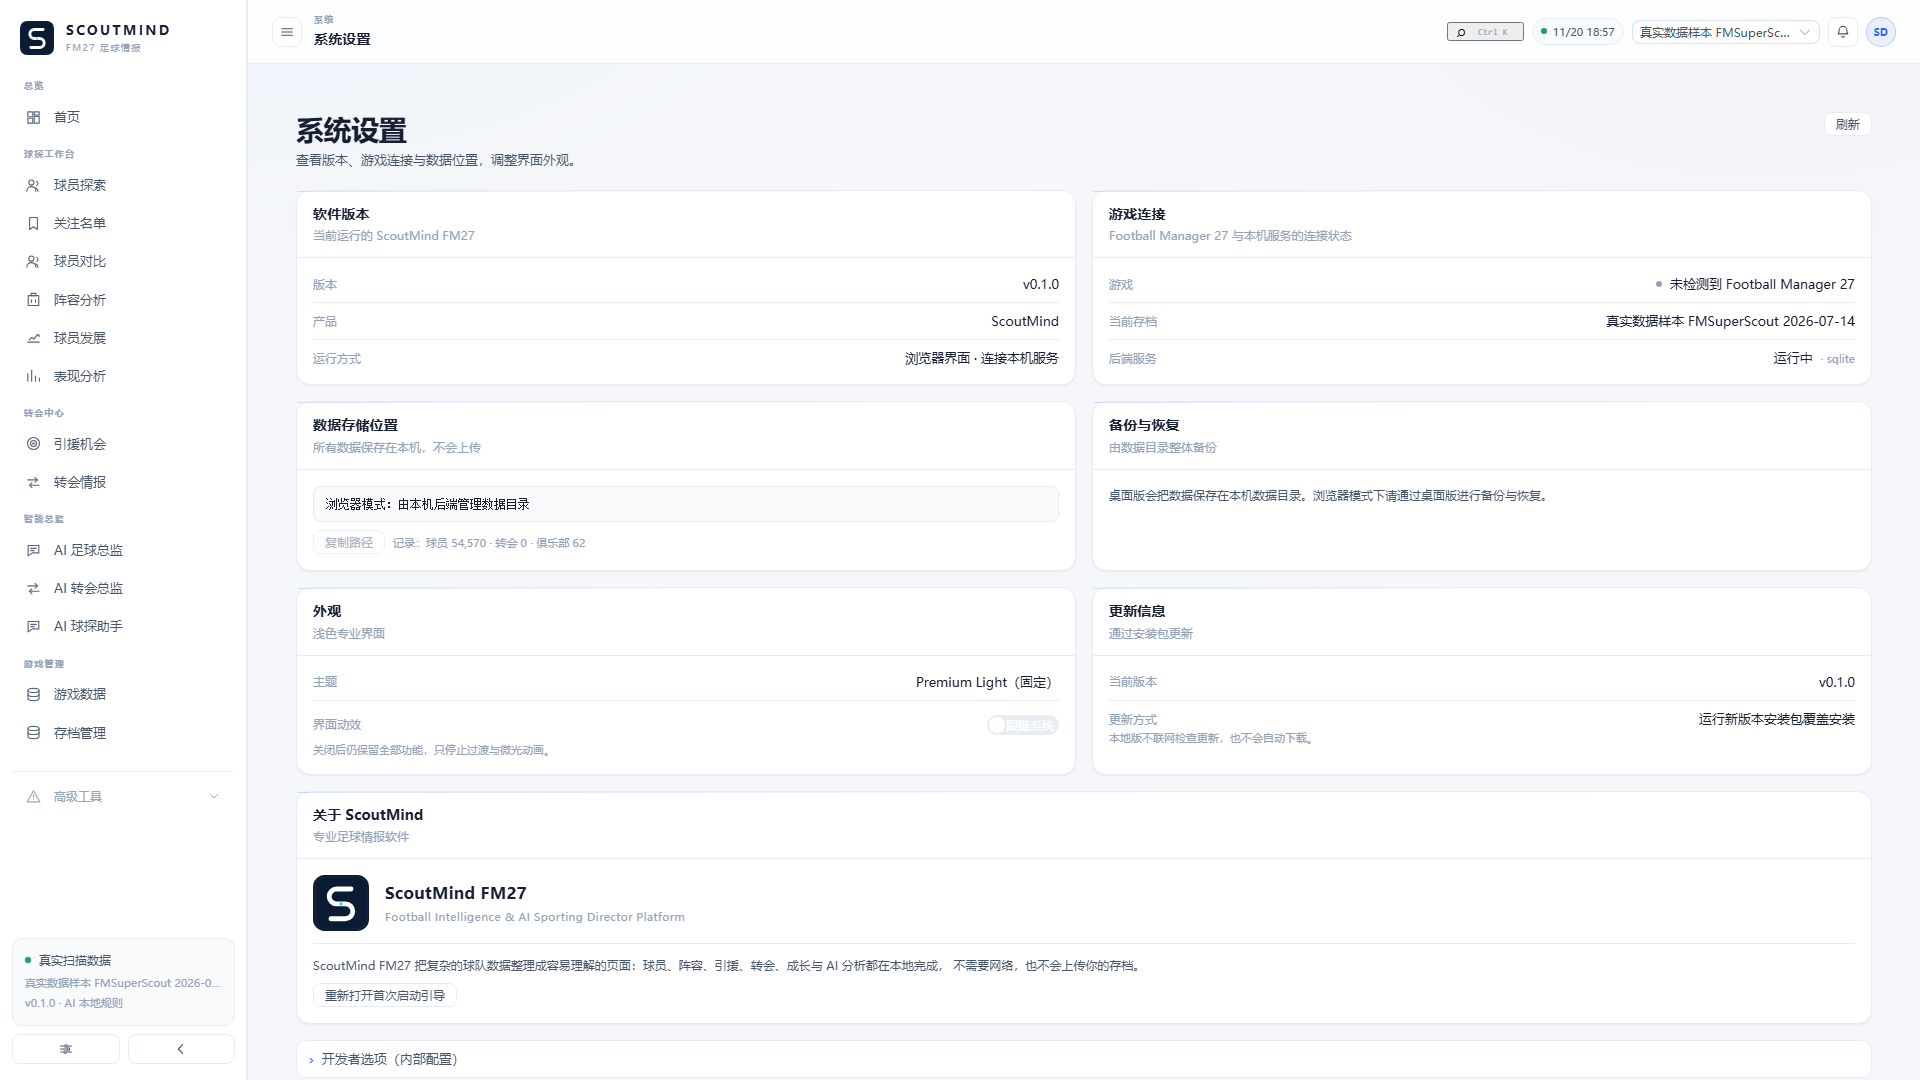 SCOUTMIND
FM27 足球情报
总览
首页
球探工作台
球员探索
关注名单
球员对比
阵容分析
球员发展
表现分析
转会中心
引援机会
转会情报
智能总监
AI 足球总监
AI 转会总监
AI 球探助手
游戏管理
游戏数据
存档管理
高级工具
真实扫描数据
真实数据样本 FMSuperScout 2026-0...
v0.1.0 · AI 本地规则
系统
系统设置
Ctrl K
11/20 18:57
真实数据样本 FMSuperSc...
SD
系统设置
查看版本、游戏连接与数据位置，调整界面外观。
刷新
软件版本
当前运行的 ScoutMind FM27
版本 v0.1.0
产品 ScoutMind
运行方式 浏览器界面 · 连接本机服务
游戏连接
Football Manager 27 与本机服务的连接状态
游戏 未检测到 Football Manager 27
当前存档 真实数据样本 FMSuperScout 2026-07-14
后端服务 运行中 · sqlite
数据存储位置
所有数据保存在本机，不会上传
浏览器模式：由本机后端管理数据目录
复制路径 记录：球员 54,570 · 转会 0 · 俱乐部 62
备份与恢复
由数据目录整体备份
桌面版会把数据保存在本机数据目录。浏览器模式下请通过桌面版进行备份与恢复。
外观
浅色专业界面
主题 Premium Light（固定）
界面动效 跟随系统
关闭后仍保留全部功能，只停止过渡与微光动画。
更新信息
通过安装包更新
当前版本 v0.1.0
更新方式 运行新版本安装包覆盖安装
本地版不联网检查更新，也不会自动下载。
关于 ScoutMind
专业足球情报软件
ScoutMind FM27
Football Intelligence & AI Sporting Director Platform
ScoutMind FM27 把复杂的球队数据整理成容易理解的页面：球员、阵容、引援、转会、成长与 AI 分析都在本地完成， 不需要网络，也不会上传你的存档。
重新打开首次启动引导
开发者选项（内部配置）